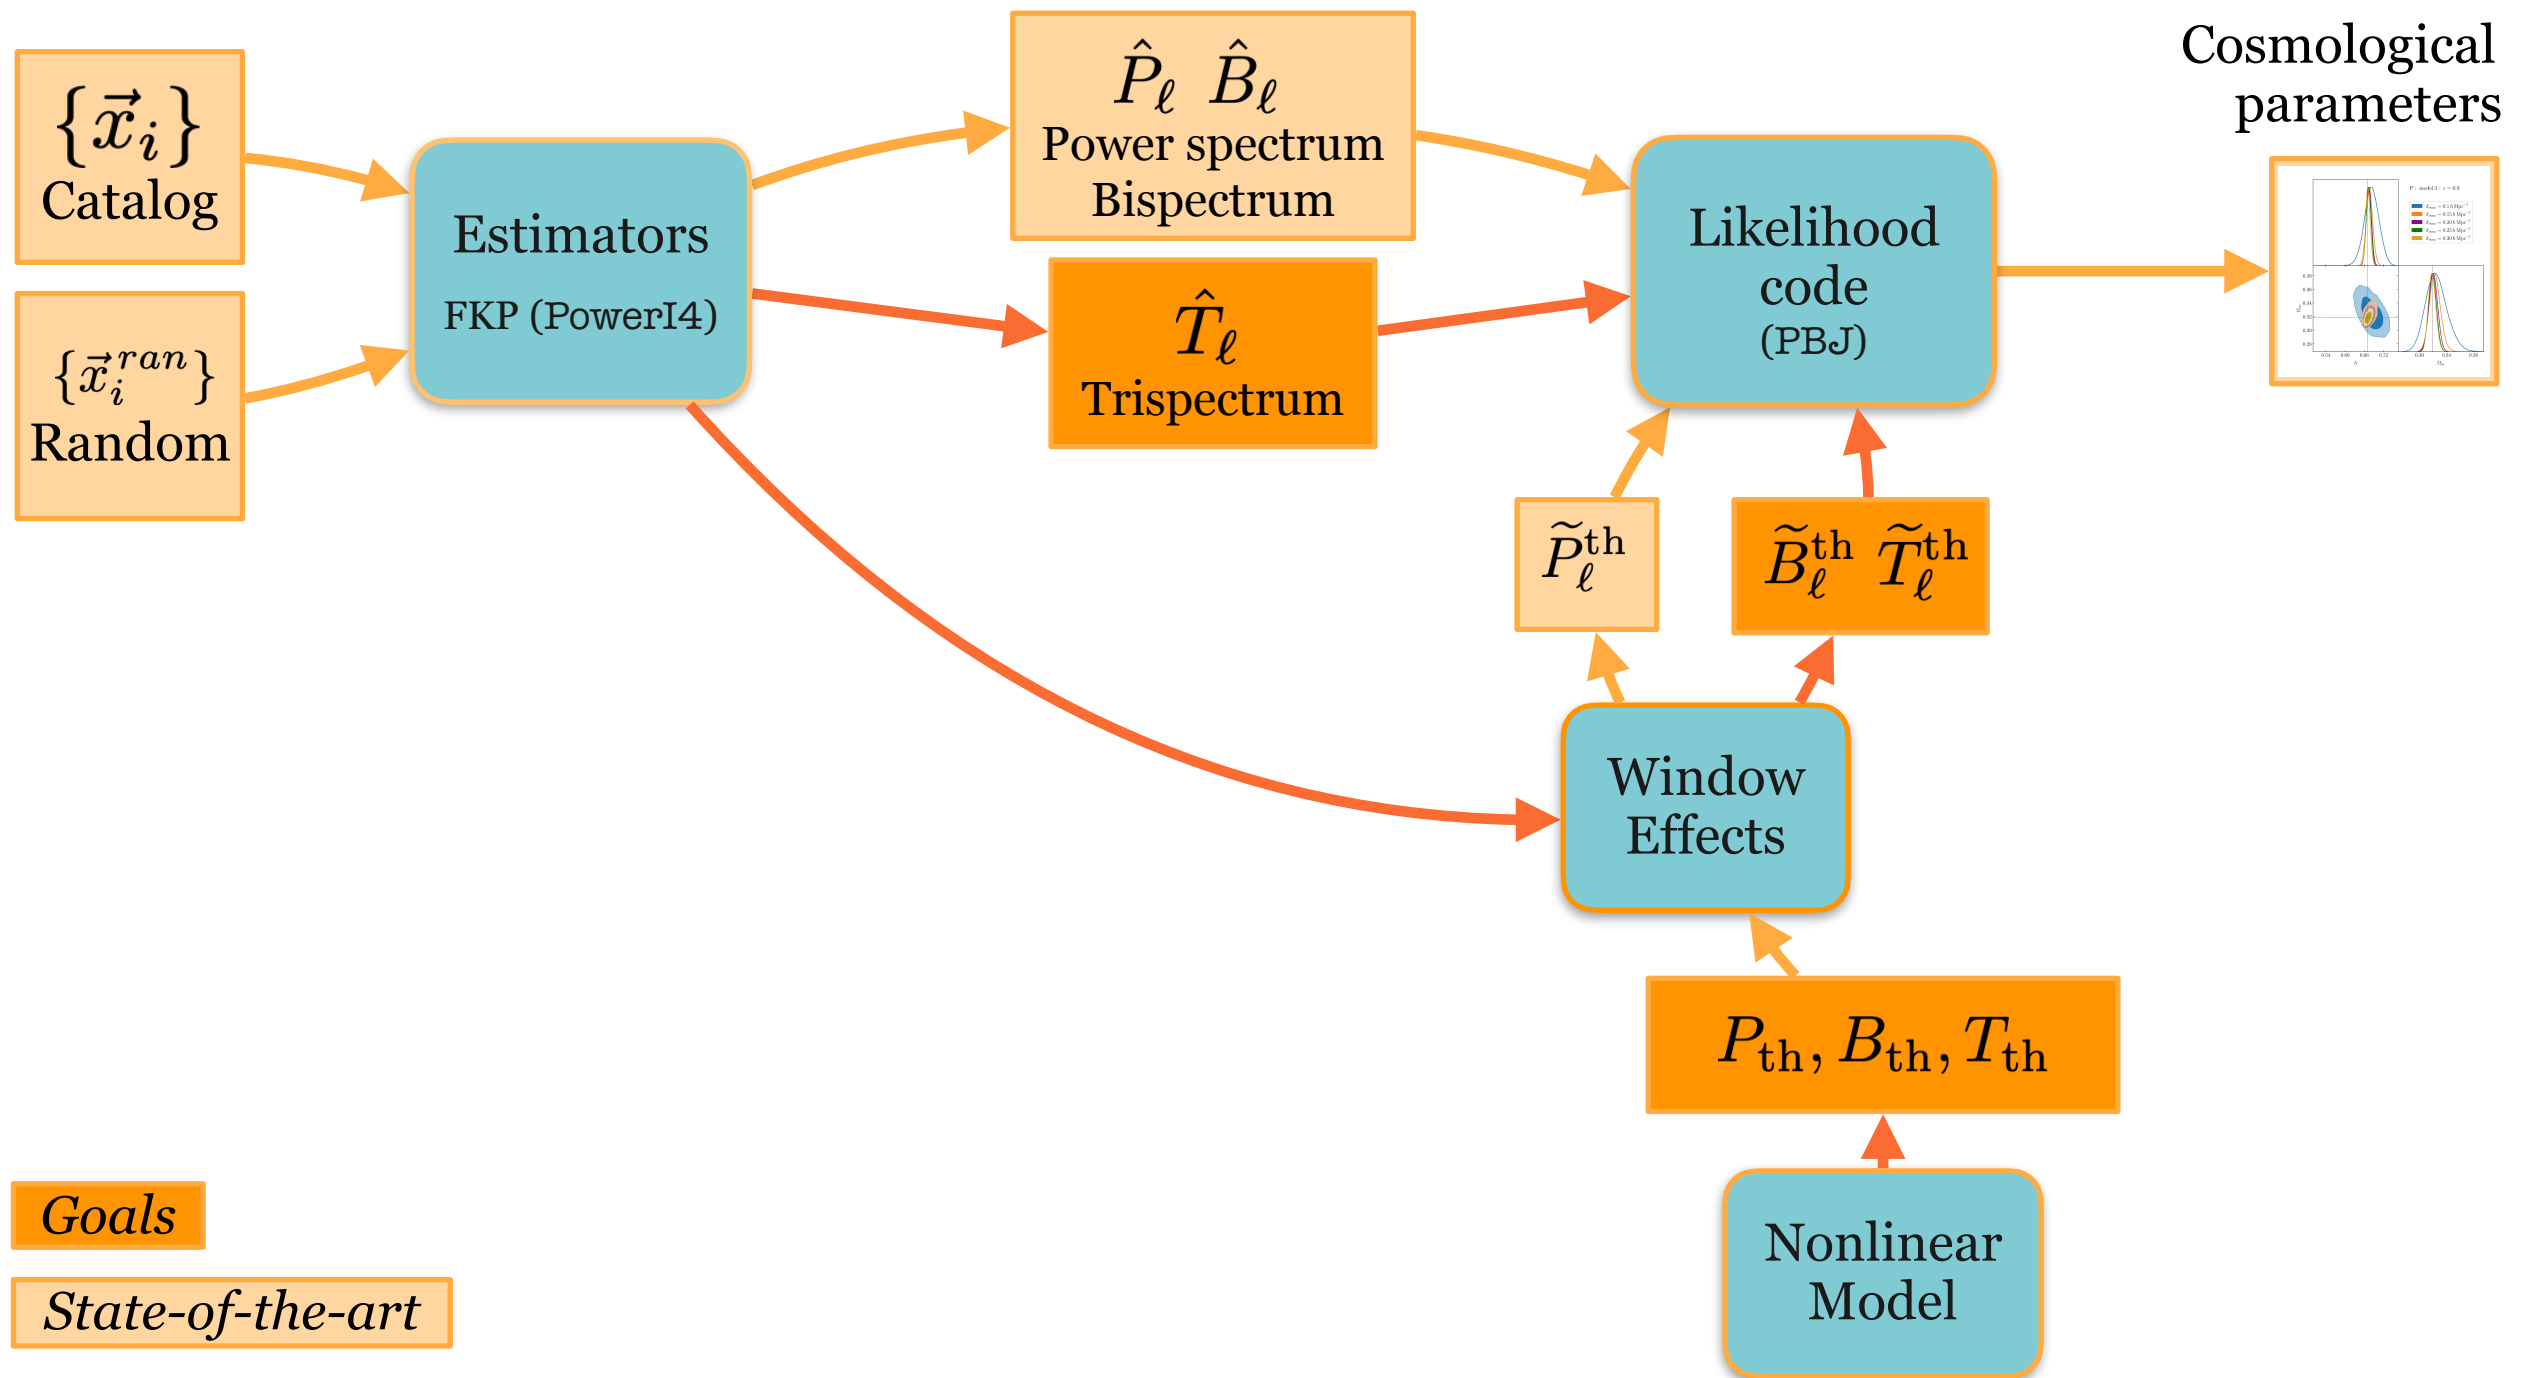 {x⃗_i}
Catalog
{x⃗_i^ran}
Random
Estimators
FKP (PowerI4)
P̂_ℓ B̂_ℓ
Power spectrum
Bispectrum
T̂_ℓ
Trispectrum
Likelihood
code
(PBJ)
Cosmological
parameters
P̃_ℓ^th
B̃_ℓ^th T̃_ℓ^th
Window
Effects
P_th, B_th, T_th
Nonlinear
Model
Goals
State-of-the-art